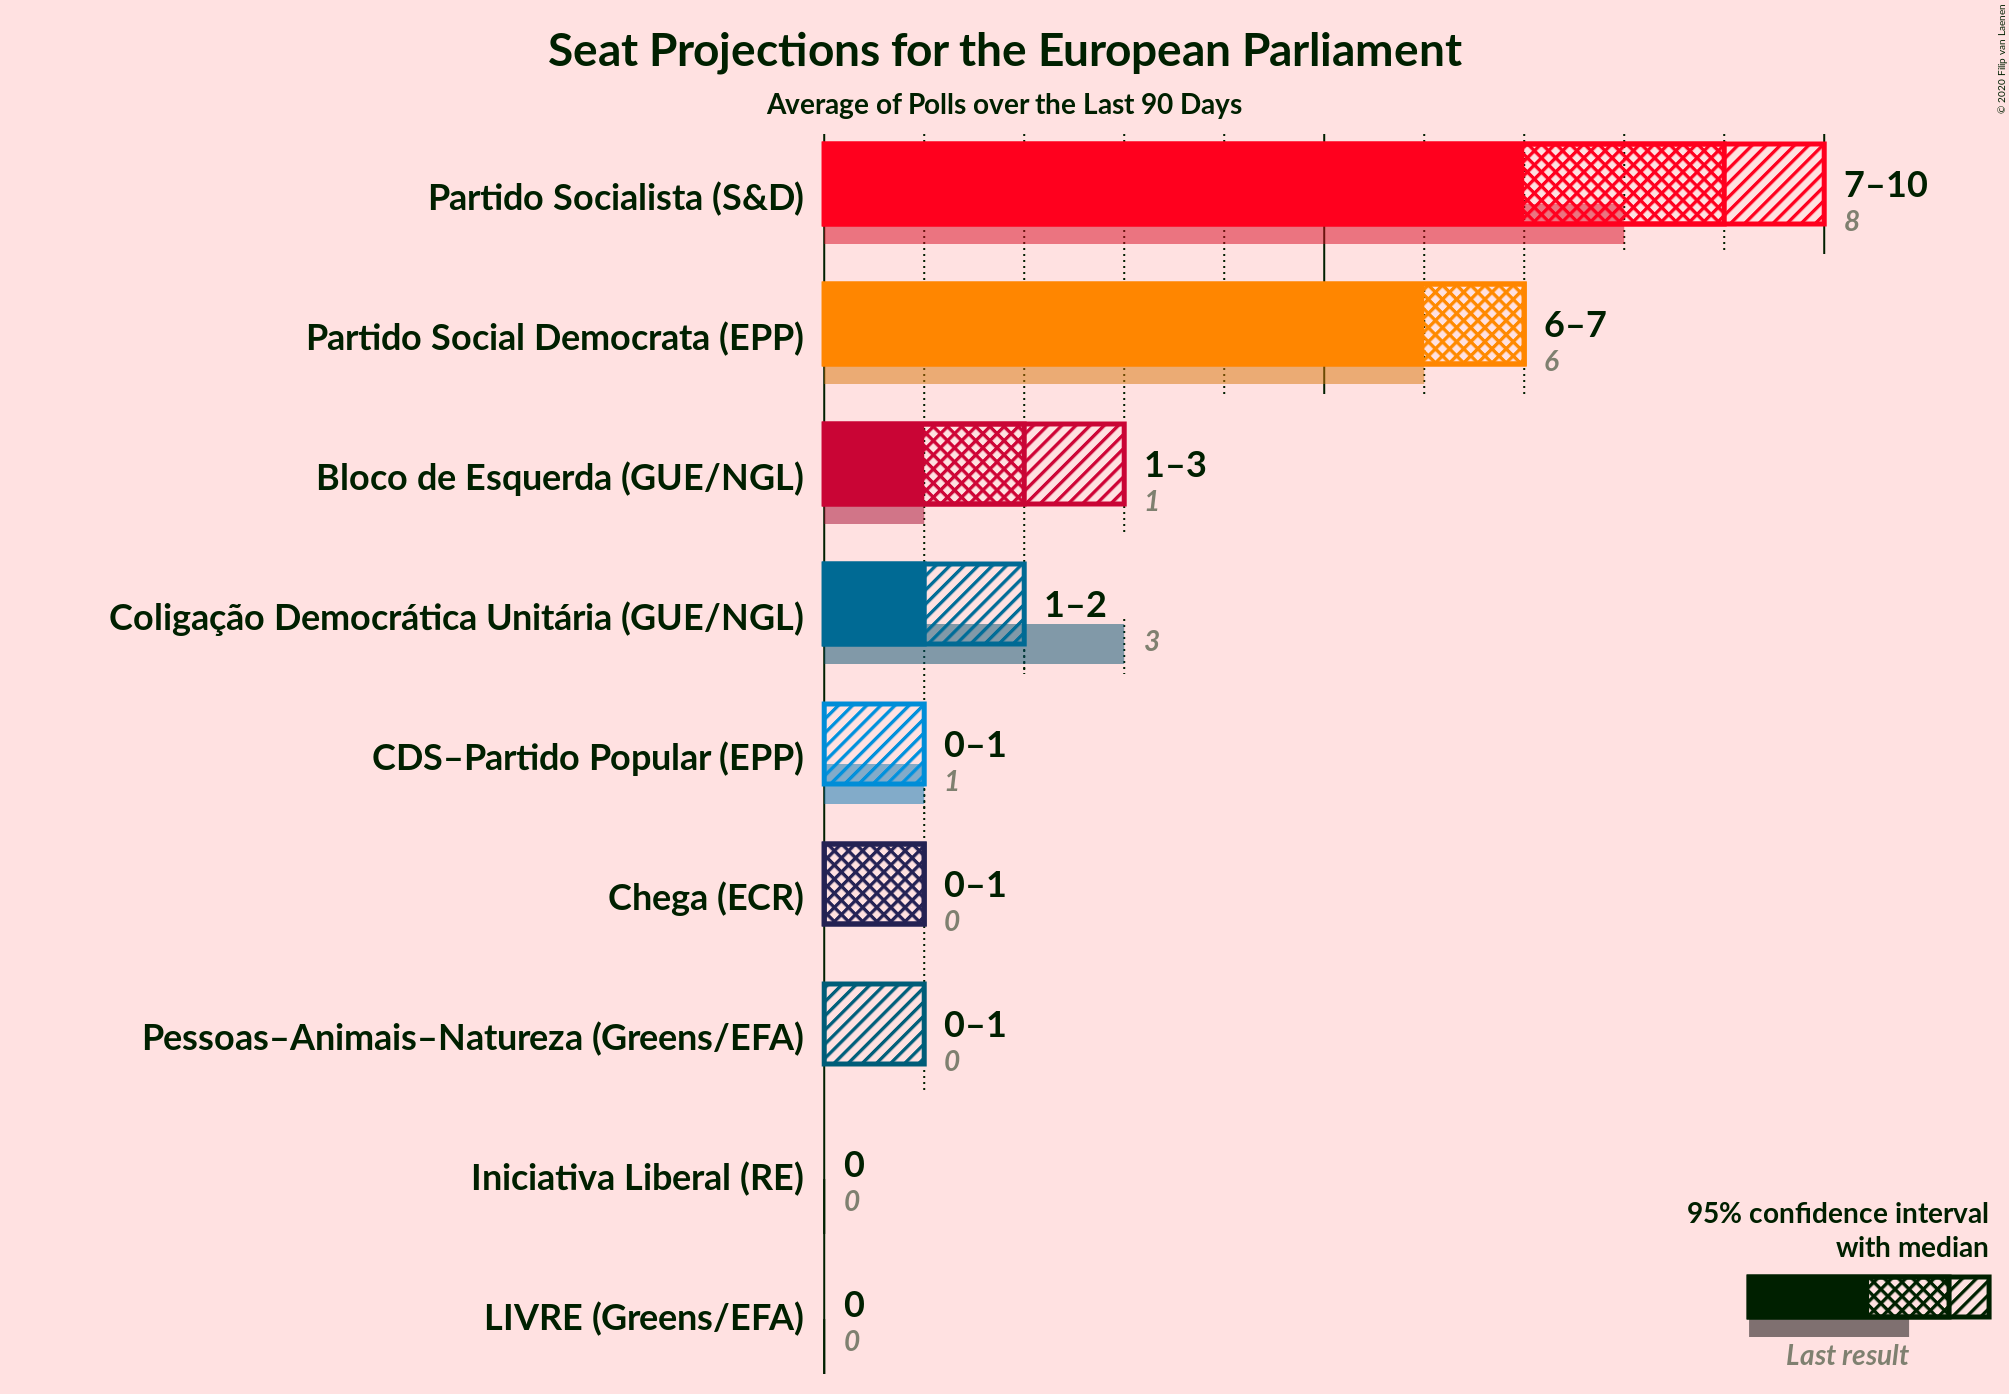 Seat Projections for the European Parliament
Average of Polls over the Last 90 Days
© 2020 Filip van Laenen
Partido Socialista (S&D)
7–10
8
Partido Social Democrata (EPP)
6–7
6
Bloco de Esquerda (GUE/NGL)
1–3
1
Coligação Democrática Unitária (GUE/NGL)
1–2
3
CDS–Partido Popular (EPP)
0–1
1
Chega (ECR)
0–1
0
Pessoas–Animais–Natureza (Greens/EFA)
0–1
0
Iniciativa Liberal (RE)
0
0
LIVRE (Greens/EFA)
0
0
95% confidence interval
with median
Last result